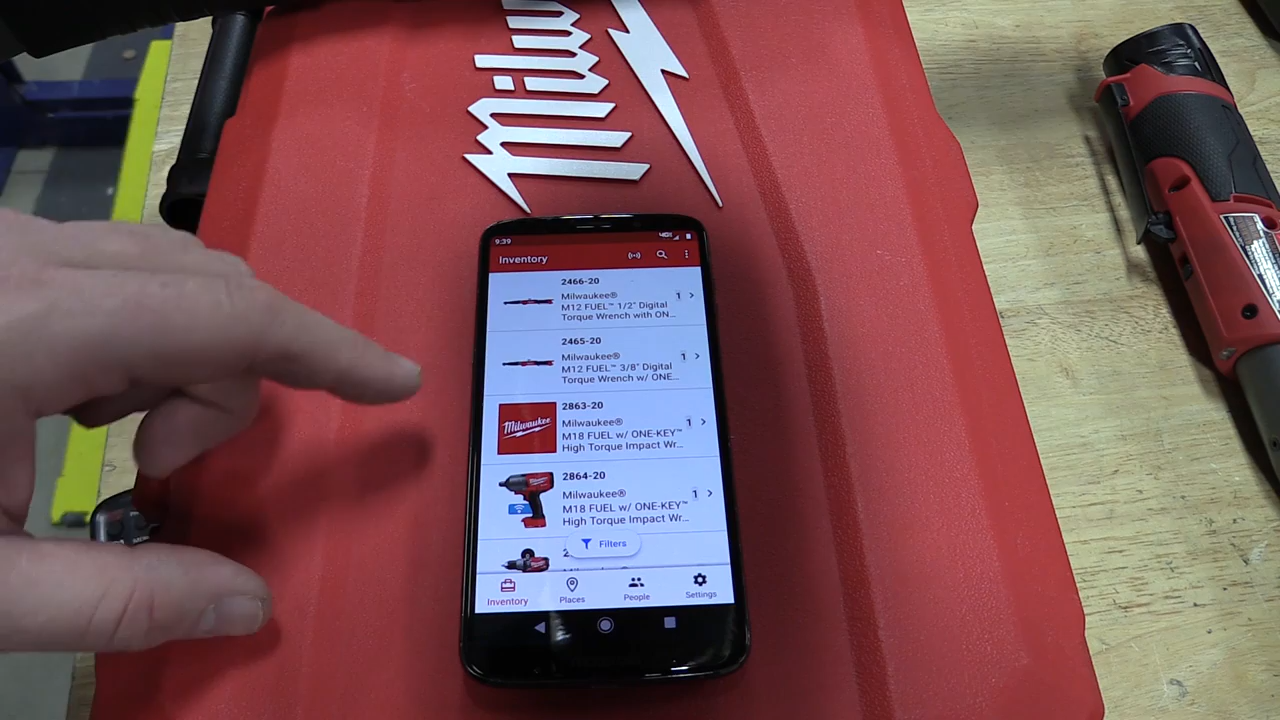 Milw
9:39
Inventory
2466-20
Milwaukee®
M12 FUEL™ 1/2" Digital
Torque Wrench with ON...
1
2465-20
Milwaukee®
M12 FUEL™ 3/8" Digital
Torque Wrench w/ ONE...
1
Milwaukee
2863-20
Milwaukee®
M18 FUEL w/ ONE-KEY™
High Torque Impact Wr...
1
2864-20
Milwaukee®
M18 FUEL w/ ONE-KEY™
High Torque Impact Wr...
1
Filters
Inventory
Places
People
Settings